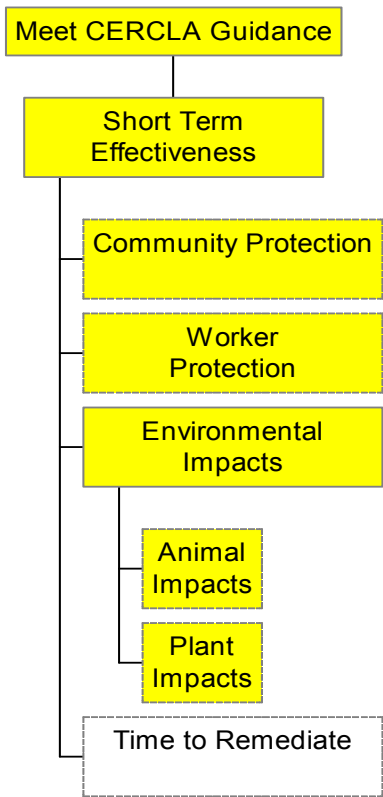 Meet CERCLA Guidance
Short Term
Effectiveness
Community Protection
Worker
Protection
Environmental
Impacts
Animal
Impacts
Plant
Impacts
Time to Remediate